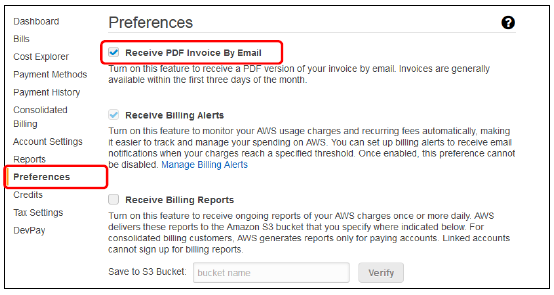 Dashboard
Bills
Cost Explorer
Payment Methods
Payment History
Consolidated
Billing
Account Settings
Reports
Preferences
Credits
Tax Settings
DevPay
Preferences
?
Receive PDF Invoice By Email
Turn on this feature to receive a PDF version of your invoice by email. Invoices are generally
available within the first three days of the month.
Receive Billing Alerts
Turn on this feature to monitor your AWS usage charges and recurring fees automatically, making
it easier to track and manage your spending on AWS. You can set up billing alerts to receive email
notifications when your charges reach a specified threshold. Once enabled, this preference cannot
be disabled. Manage Billing Alerts
Receive Billing Reports
Turn on this feature to receive ongoing reports of your AWS charges once or more daily. AWS
delivers these reports to the Amazon S3 bucket that you specify where indicated below. For
consolidated billing customers, AWS generates reports only for paying accounts. Linked accounts
cannot sign up for billing reports.
Save to S3 Bucket: bucket name Verify